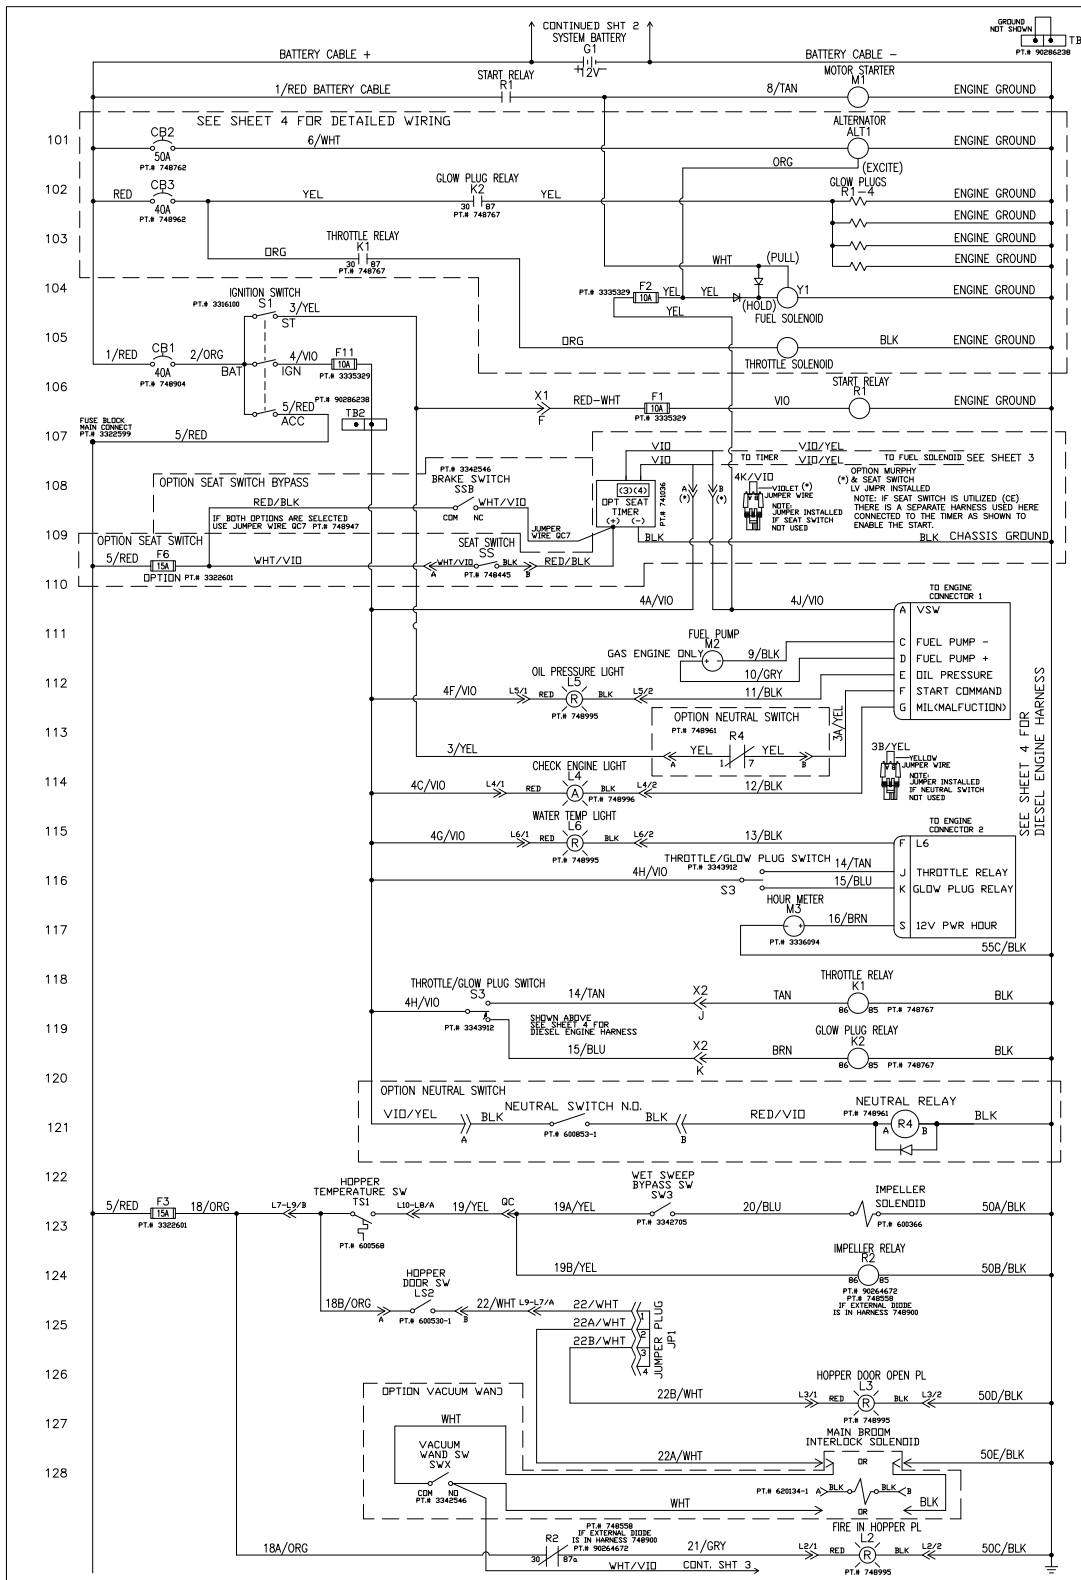 CONTINUED SHT 2
SYSTEM BATTERY
G1
12V
BATTERY CABLE +
BATTERY CABLE -
GROUND
NOT SHOWN
TB
PT.# 90286238
START RELAY
R1
1/RED BATTERY CABLE
8/TAN
MOTOR STARTER
M1
ENGINE GROUND
SEE SHEET 4 FOR DETAILED WIRING
101
CB2
50A
PT.# 748762
6/WHT
ALTERNATOR
ALT1
ENGINE GROUND
ORG
(EXCITE)
102
RED
CB3
40A
PT.# 748962
YEL
GLOW PLUG RELAY
K2
30 87
PT.# 748767
YEL
GLOW PLUGS
R1-4
ENGINE GROUND
ENGINE GROUND
103
ENGINE GROUND
ENGINE GROUND
ORG
THROTTLE RELAY
K1
30 87
PT.# 748767
WHT
(PULL)
104
PT.# 3335329
F2
10A
YEL
YEL
YEL
(HOLD)
Y1
FUEL SOLENOID
ENGINE GROUND
IGNITION SWITCH
PT.# 3316100
S1
3/YEL
ST
105
ORG
BLK
THROTTLE SOLENOID
ENGINE GROUND
1/RED
CB1
40A
PT.# 748904
2/ORG
BAT
4/VIO
IGN
F11
10A
PT.# 3335329
106
5/RED
ACC
PT.# 90286238
TB2
X1
F
RED-WHT
F1
10A
PT.# 3335329
VIO
START RELAY
R1
ENGINE GROUND
107
FUSE BLOCK
MAIN CONNECT
PT.# 3322599
5/RED
VIO
VIO
VIO/YEL
VIO/YEL
TO TIMER
TO FUEL SOLENOID
SEE SHEET 3
108
OPTION SEAT SWITCH BYPASS
PT.# 3342546
BRAKE SWITCH
SSB
COM NC
RED/BLK
WHT/VIO
IF BOTH OPTIONS ARE SELECTED
USE JUMPER WIRE QC7 PT.# 748947
JUMPER
WIRE QC7
(3)(4)
OPT SEAT
TIMER
(+) (-)
PT.# 741036
A
(*)
B
(*)
4K/VIO
VIOLET (*)
JUMPER WIRE
NOTE:
JUMPER INSTALLED
IF SEAT SWITCH
NOT USED
OPTION MURPHY
(*) & SEAT SWITCH
LV JMPR INSTALLED
NOTE: IF SEAT SWITCH IS UTILIZED (CE)
THERE IS A SEPARATE HARNESS USED HERE
CONNECTED TO THE TIMER AS SHOWN TO
ENABLE THE START.
109
BLK
BLK
CHASSIS GROUND
OPTION SEAT SWITCH
5/RED
F6
15A
OPTION PT.# 3322601
WHT/VIO
SEAT SWITCH
SS
WHT/VIO
A
PT.# 748445
BLK
B
RED/BLK
110
4A/VIO
4J/VIO
TO ENGINE
CONNECTOR 1
A VSW
C FUEL PUMP -
D FUEL PUMP +
E OIL PRESSURE
F START COMMAND
G MIL(MALFUCTION)
111
FUEL PUMP
GAS ENGINE ONLY
M2
9/BLK
10/GRY
112
OIL PRESSURE LIGHT
L5
4F/VIO
L5/1
RED
R
BLK
L5/2
PT.# 748995
11/BLK
113
OPTION NEUTRAL SWITCH
PT.# 748961
R4
3/YEL
A
YEL
1
7
YEL
B
3A/YEL
3B/YEL
YELLOW
JUMPER WIRE
NOTE:
JUMPER INSTALLED
IF NEUTRAL SWITCH
NOT USED
SEE SHEET 4 FOR
DIESEL ENGINE HARNESS
114
CHECK ENGINE LIGHT
L4
4C/VIO
L4/1
RED
A
BLK
L4/2
PT.# 748996
12/BLK
115
WATER TEMP LIGHT
L6
4G/VIO
L6/1
RED
R
BLK
L6/2
PT.# 748995
13/BLK
TO ENGINE
CONNECTOR 2
F L6
J THROTTLE RELAY
K GLOW PLUG RELAY
S 12V PWR HOUR
116
4H/VIO
THROTTLE/GLOW PLUG SWITCH
PT.# 3343912
S3
14/TAN
15/BLU
117
HOUR METER
M3
PT.# 3336094
16/BRN
55C/BLK
118
THROTTLE/GLOW PLUG SWITCH
S3
4H/VIO
PT.# 3343912
14/TAN
X2
J
TAN
THROTTLE RELAY
K1
86 85
PT.# 748767
BLK
119
SHOWN ABOVE
SEE SHEET 4 FOR
DIESEL ENGINE HARNESS
15/BLU
X2
K
BRN
GLOW PLUG RELAY
K2
86 85
PT.# 748767
BLK
120
OPTION NEUTRAL SWITCH
121
VIO/YEL
A
BLK
NEUTRAL SWITCH N.O.
PT.# 600853-1
BLK
B
RED/VIO
NEUTRAL RELAY
PT.# 748961
A
R4
B
BLK
122
123
5/RED
F3
15A
PT.# 3322601
18/ORG
L7-L9/B
HOPPER
TEMPERATURE SW
TS1
PT.# 600568
L10-L8/A
19/YEL
QC
19A/YEL
WET SWEEP
BYPASS SW
SW3
PT.# 3342705
20/BLU
IMPELLER
SOLENOID
PT.# 600366
50A/BLK
124
19B/YEL
IMPELLER RELAY
R2
86 85
PT.# 90264672
PT.# 748558
IF EXTERNAL DIODE
IS IN HARNESS 748900
50B/BLK
125
HOPPER
DOOR SW
LS2
18B/ORG
A
PT.# 600530-1
B
22/WHT
L9-L7/A
22/WHT
22A/WHT
22B/WHT
1
2
3
4
JUMPER PLUG
JP1
126
OPTION VACUUM WAND
22B/WHT
HOPPER DOOR OPEN PL
L3
L3/1
RED
R
BLK
L3/2
PT.# 748995
50D/BLK
127
WHT
VACUUM
WAND SW
SWX
COM NO
PT.# 3342546
22A/WHT
MAIN BROOM
INTERLOCK SOLENOID
OR
50E/BLK
128
PT.# 620134-1
A
BLK
BLK
B
OR
WHT
BLK
18A/ORG
PT.# 748558
IF EXTERNAL DIODE
IS IN HARNESS 748900
PT.# 90264672
R2
30
87a
21/GRY
FIRE IN HOPPER PL
L2
L2/1
RED
R
BLK
L2/2
PT.# 748995
50C/BLK
WHT/VIO
CONT. SHT 3